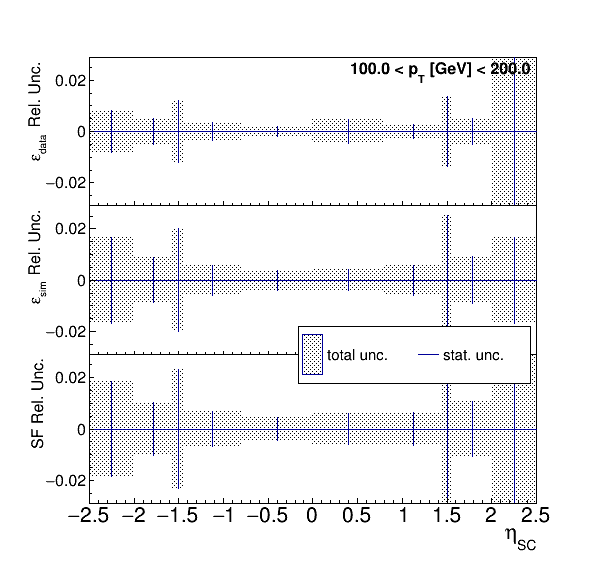 100.0 < p_T [GeV] < 200.0
ε_data Rel. Unc.
0.02
0
−0.02
ε_sim Rel. Unc.
0.02
0
−0.02
total unc. stat. unc.
SF Rel. Unc.
0.02
0
−0.02
−2.5 −2 −1.5 −1 −0.5 0 0.5 1 1.5 2 2.5
η_SC